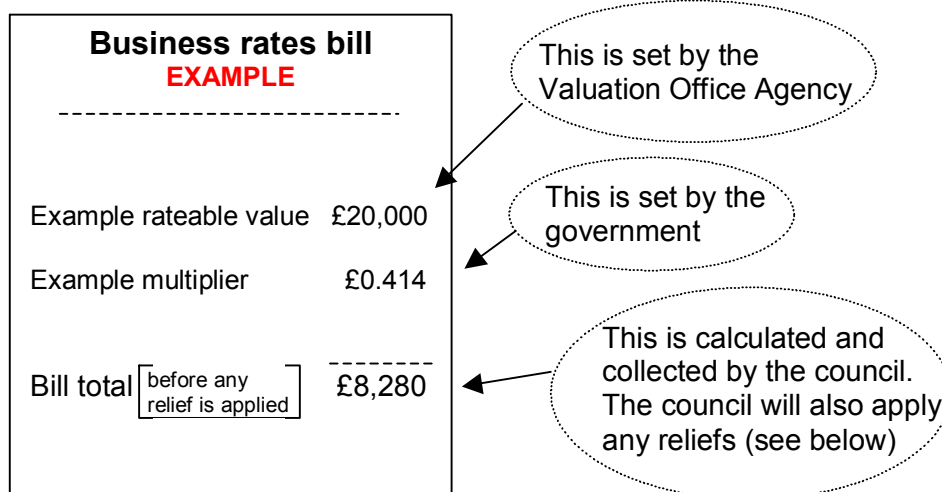 Business rates bill
EXAMPLE
This is set by the
Valuation Office Agency
Example rateable value £20,000
This is set by the
government
Example multiplier £0.414
Bill total [before any
relief is applied] £8,280
This is calculated and
collected by the council.
The council will also apply
any reliefs (see below)